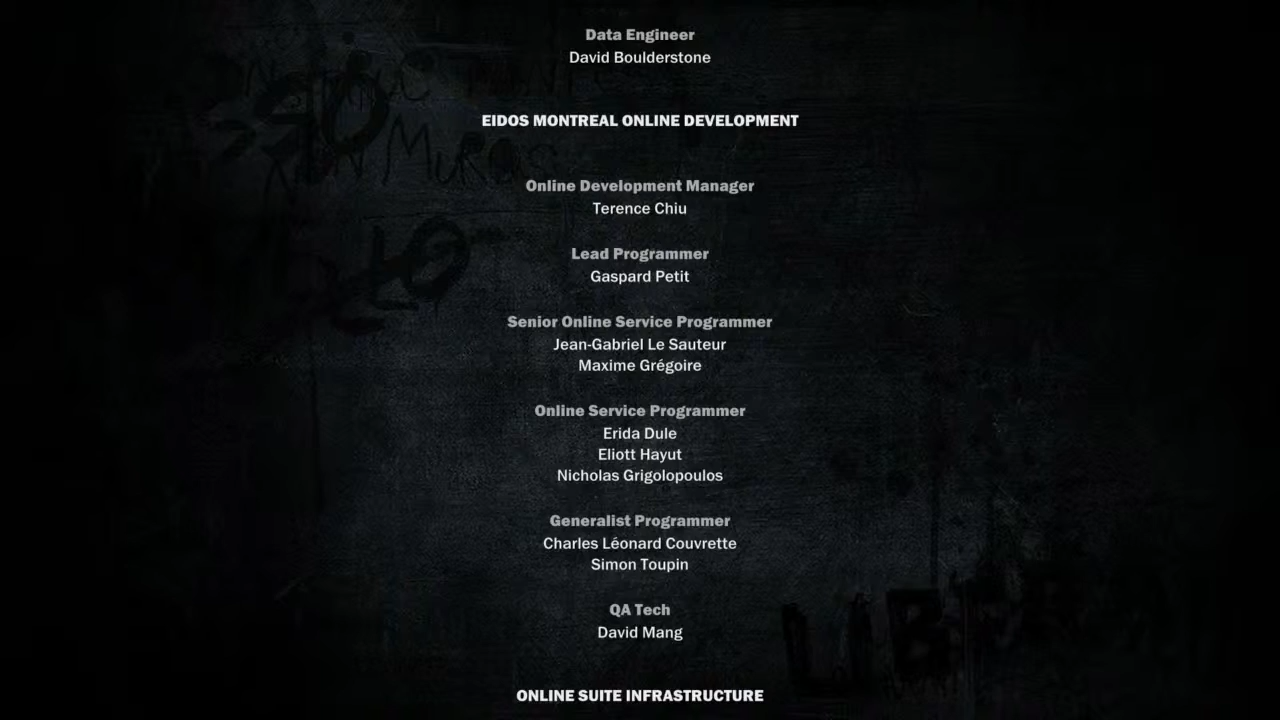 Data Engineer
David Boulderstone
EIDOS MONTREAL ONLINE DEVELOPMENT
Online Development Manager
Terence Chiu
Lead Programmer
Gaspard Petit
Senior Online Service Programmer
Jean-Gabriel Le Sauteur
Maxime Grégoire
Online Service Programmer
Erida Dule
Eliott Hayut
Nicholas Grigolopoulos
Generalist Programmer
Charles Léonard Couvrette
Simon Toupin
QA Tech
David Mang
ONLINE SUITE INFRASTRUCTURE